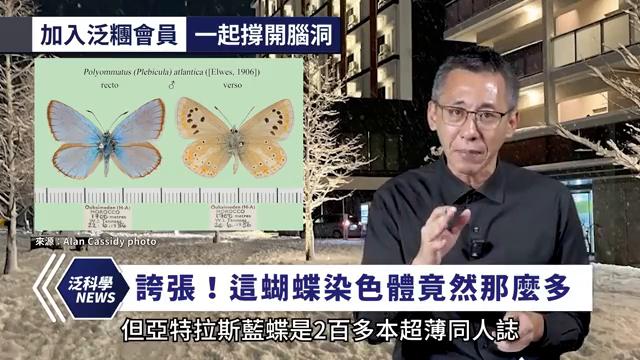 加入泛糰會員 一起撐開腦洞
Polyommatus (Plebicula) atlantica ([Elwes, 1906])
recto ♂ verso
Oukaimeden (H-A)
MOROCCO
來源：Alan Cassidy photo
泛科學
NEWS
誇張！這蝴蝶染色體竟然那麼多
但亞特拉斯藍蝶是2百多本超薄同人誌